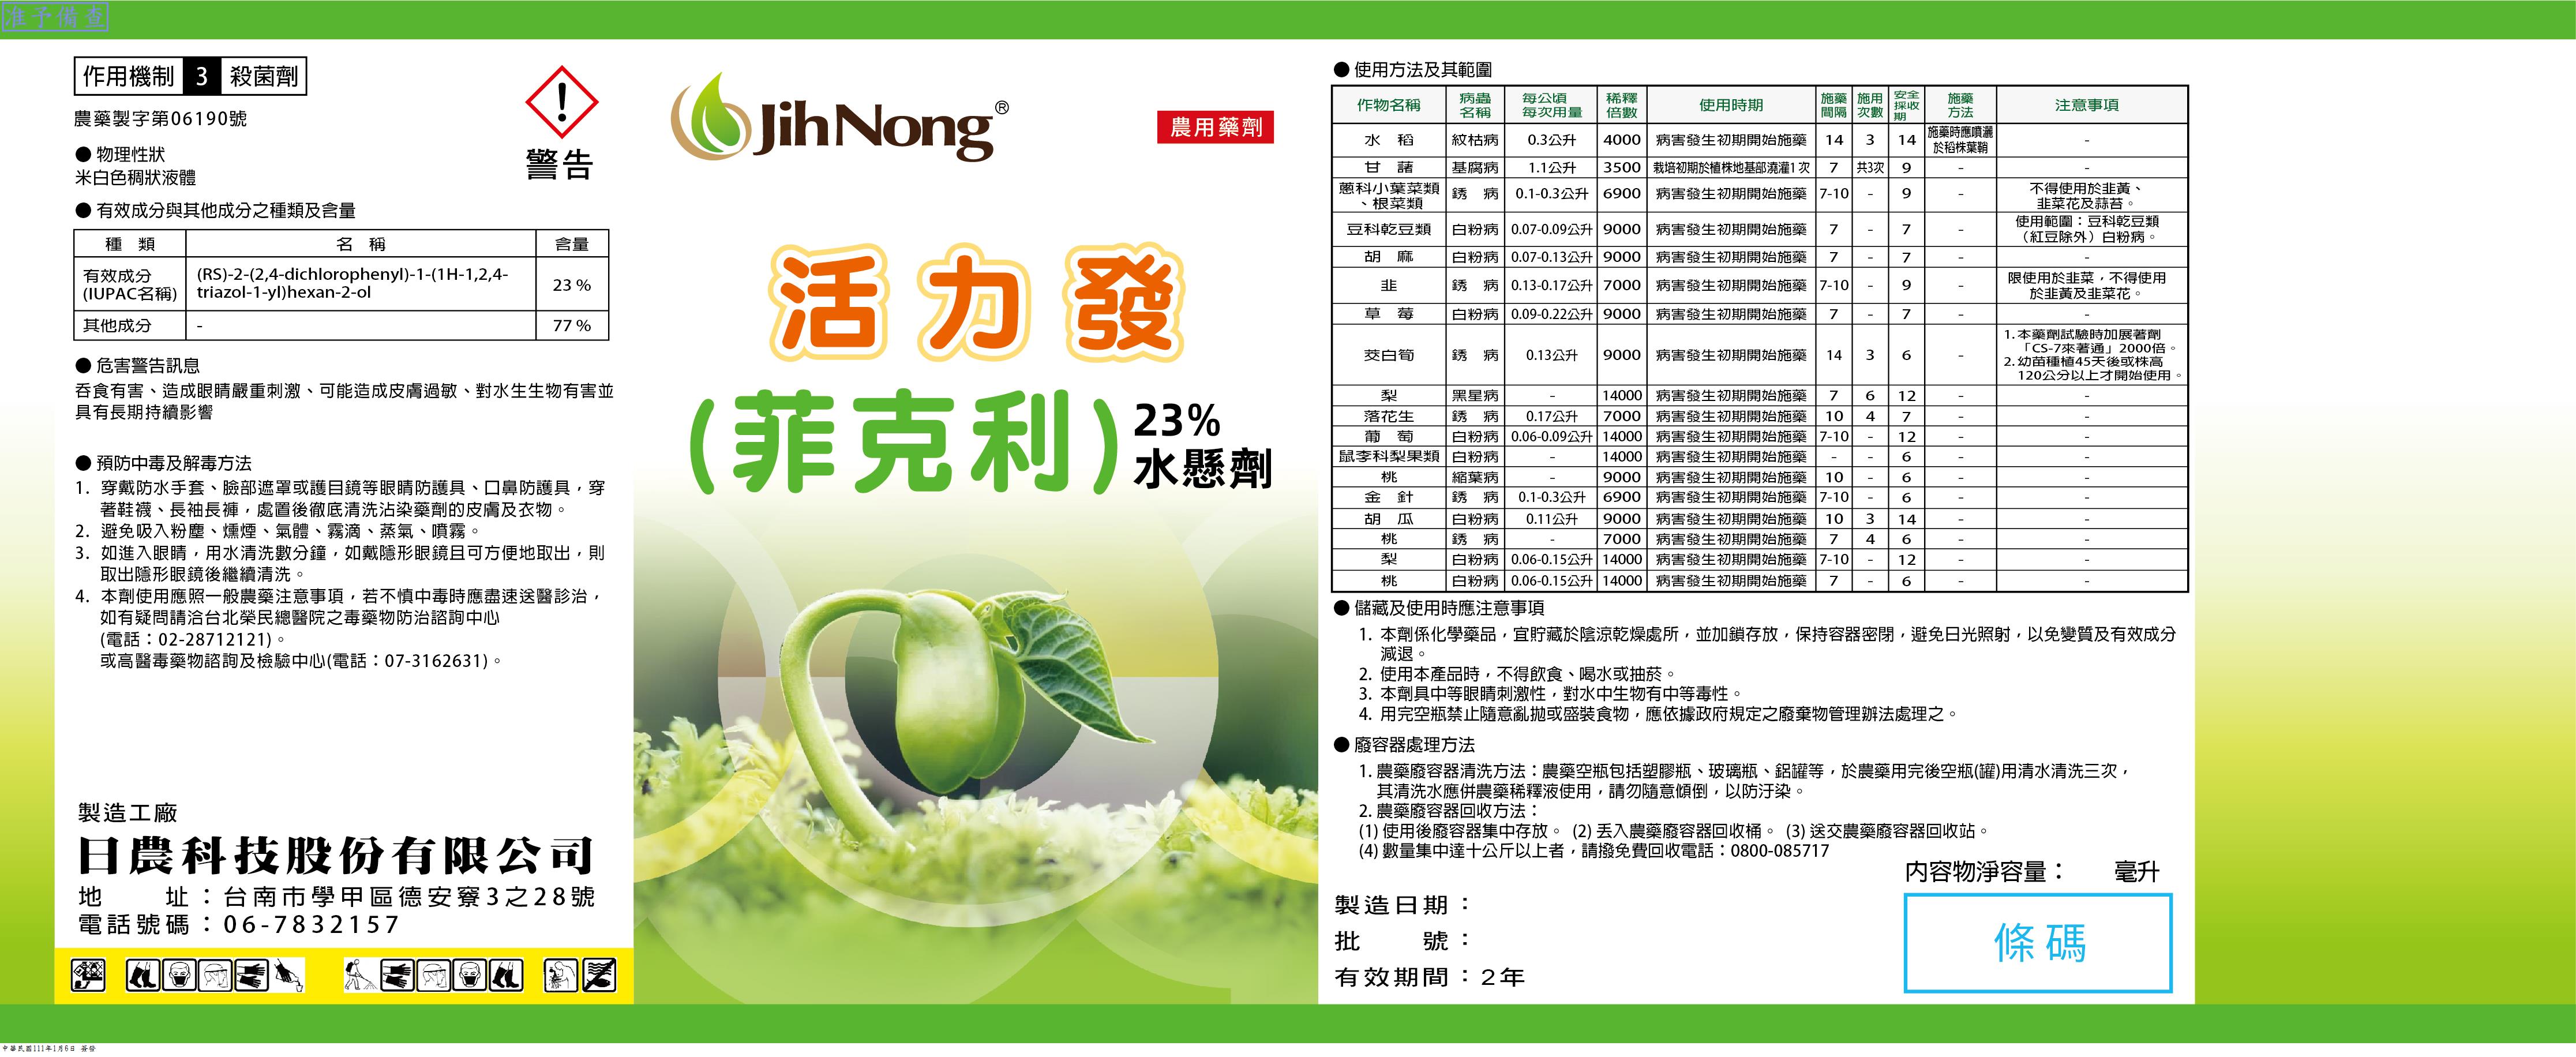 准予備查
作用機制 3 殺菌劑
農藥製字第06190號
● 物理性狀
米白色稠狀液體
● 有效成分與其他成分之種類及含量
種 類 名 稱 含量
有效成分 (IUPAC名稱) (RS)-2-(2,4-dichlorophenyl)-1-(1H-1,2,4-triazol-1-yl)hexan-2-ol 23 %
其他成分 - 77 %
警告
● 危害警告訊息
吞食有害、造成眼睛嚴重刺激、可能造成皮膚過敏、對水生生物有害並
具有長期持續影響
● 預防中毒及解毒方法
1. 穿戴防水手套、臉部遮罩或護目鏡等眼睛防護具、口鼻防護具，穿
著鞋襪、長袖長褲，處置後徹底清洗沾染藥劑的皮膚及衣物。
2. 避免吸入粉塵、燻煙、氣體、霧滴、蒸氣、噴霧。
3. 如進入眼睛，用水清洗數分鐘，如戴隱形眼鏡且可方便地取出，則
取出隱形眼鏡後繼續清洗。
4. 本劑使用應照一般農藥注意事項，若不慎中毒時應盡速送醫診治，
如有疑問請洽台北榮民總醫院之毒藥物防治諮詢中心
(電話：02-28712121)。
或高醫毒藥物諮詢及檢驗中心(電話：07-3162631)。
製造工廠
日農科技股份有限公司
地 址：台南市學甲區德安寮3之28號
電話號碼：06-7832157
JihNong®
農用藥劑
活力發
(菲克利)
23%
水懸劑
● 使用方法及其範圍
作物名稱 病蟲名稱 每公頃每次用量 稀釋倍數 使用時期 施藥間隔 施用次數 安全採收期 施藥方法 注意事項
水 稻 紋枯病 0.3公升 4000 病害發生初期開始施藥 14 3 14 施藥時應噴灑於稻株葉鞘 -
甘 藷 基腐病 1.1公升 3500 栽培初期於植株地基部澆灌1次 7 共3次 9 - -
蔥科小葉菜類、根菜類 銹 病 0.1-0.3公升 6900 病害發生初期開始施藥 7-10 - 9 - 不得使用於韭黃、韭菜花及蒜苔。
豆科乾豆類 白粉病 0.07-0.09公升 9000 病害發生初期開始施藥 7 - 7 - 使用範圍：豆科乾豆類（紅豆除外）白粉病。
胡 麻 白粉病 0.07-0.13公升 9000 病害發生初期開始施藥 7 - 7 - -
韭 銹 病 0.13-0.17公升 7000 病害發生初期開始施藥 7-10 - 9 - 限使用於韭菜，不得使用於韭黃及韭菜花。
草 莓 白粉病 0.09-0.22公升 9000 病害發生初期開始施藥 7 - 7 - -
茭白筍 銹 病 0.13公升 9000 病害發生初期開始施藥 14 3 6 - 1.本藥劑試驗時加展著劑「CS-7來著通」2000倍。2.幼苗種植45天後或株高120公分以上才開始使用。
梨 黑星病 - 14000 病害發生初期開始施藥 7 6 12 - -
落花生 銹 病 0.17公升 7000 病害發生初期開始施藥 10 4 7 - -
葡 萄 白粉病 0.06-0.09公升 14000 病害發生初期開始施藥 7-10 - 12 - -
鼠李科梨果類 白粉病 - 14000 病害發生初期開始施藥 - - 6 - -
桃 縮葉病 - 9000 病害發生初期開始施藥 10 - 6 - -
金 針 銹 病 0.1-0.3公升 6900 病害發生初期開始施藥 7-10 - 6 - -
胡 瓜 白粉病 0.11公升 9000 病害發生初期開始施藥 10 3 14 - -
桃 銹 病 - 7000 病害發生初期開始施藥 7 4 6 - -
梨 白粉病 0.06-0.15公升 14000 病害發生初期開始施藥 7-10 - 12 - -
桃 白粉病 0.06-0.15公升 14000 病害發生初期開始施藥 7 - 6 - -
● 儲藏及使用時應注意事項
1. 本劑係化學藥品，宜貯藏於陰涼乾燥處所，並加鎖存放，保持容器密閉，避免日光照射，以免變質及有效成分
減退。
2. 使用本產品時，不得飲食、喝水或抽菸。
3. 本劑具中等眼睛刺激性，對水中生物有中等毒性。
4. 用完空瓶禁止隨意亂拋或盛裝食物，應依據政府規定之廢棄物管理辦法處理之。
● 廢容器處理方法
1. 農藥廢容器清洗方法：農藥空瓶包括塑膠瓶、玻璃瓶、鋁罐等，於農藥用完後空瓶(罐)用清水清洗三次，
其清洗水應併農藥稀釋液使用，請勿隨意傾倒，以防汙染。
2. 農藥廢容器回收方法：
(1) 使用後廢容器集中存放。 (2) 丟入農藥廢容器回收桶。 (3) 送交農藥廢容器回收站。
(4) 數量集中達十公斤以上者，請撥免費回收電話：0800-085717
內容物淨容量： 毫升
製造日期：
批 號：
有效期間：2年
條碼
中華民國111年1月6日 簽發